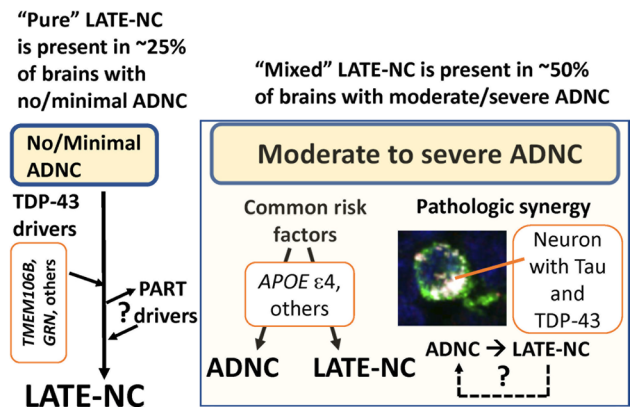 “Pure” LATE-NC
is present in ~25%
of brains with
no/minimal ADNC
No/Minimal
ADNC
TDP-43
drivers
TMEM106B,
GRN, others
PART
? drivers
LATE-NC
“Mixed” LATE-NC is present in ~50%
of brains with moderate/severe ADNC
Moderate to severe ADNC
Common risk
factors
APOE ε4,
others
ADNC LATE-NC
Pathologic synergy
Neuron
with Tau
and
TDP-43
ADNC → LATE-NC
?